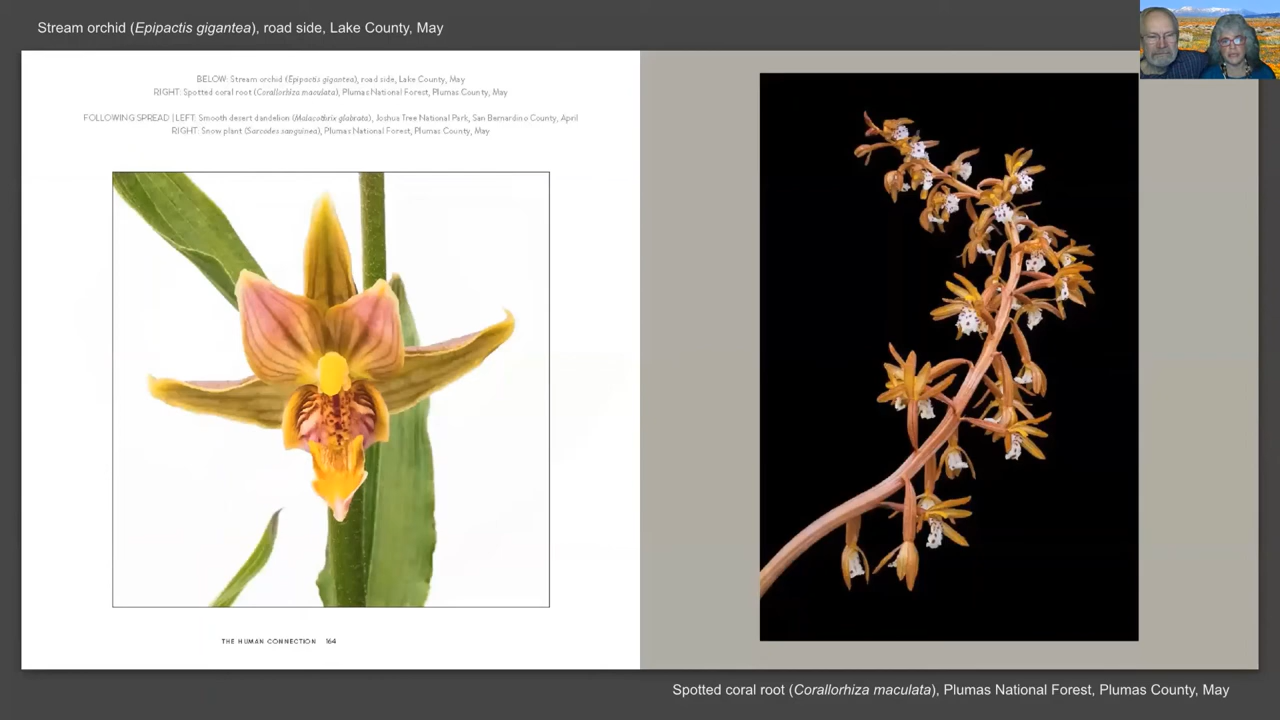 Stream orchid (Epipactis gigantea), road side, Lake County, May
BELOW: Stream orchid (Epipactis gigantea), road side, Lake County, May
RIGHT: Spotted coral root (Corallorhiza maculata), Plumas National Forest, Plumas County, May
FOLLOWING SPREAD | LEFT: Smooth desert dandelion (Malacothrix glabrata), Joshua Tree National Park, San Bernardino County, April
RIGHT: Snow plant (Sarcodes sanguinea), Plumas National Forest, Plumas County, May
THE HUMAN CONNECTION 164
Spotted coral root (Corallorhiza maculata), Plumas National Forest, Plumas County, May